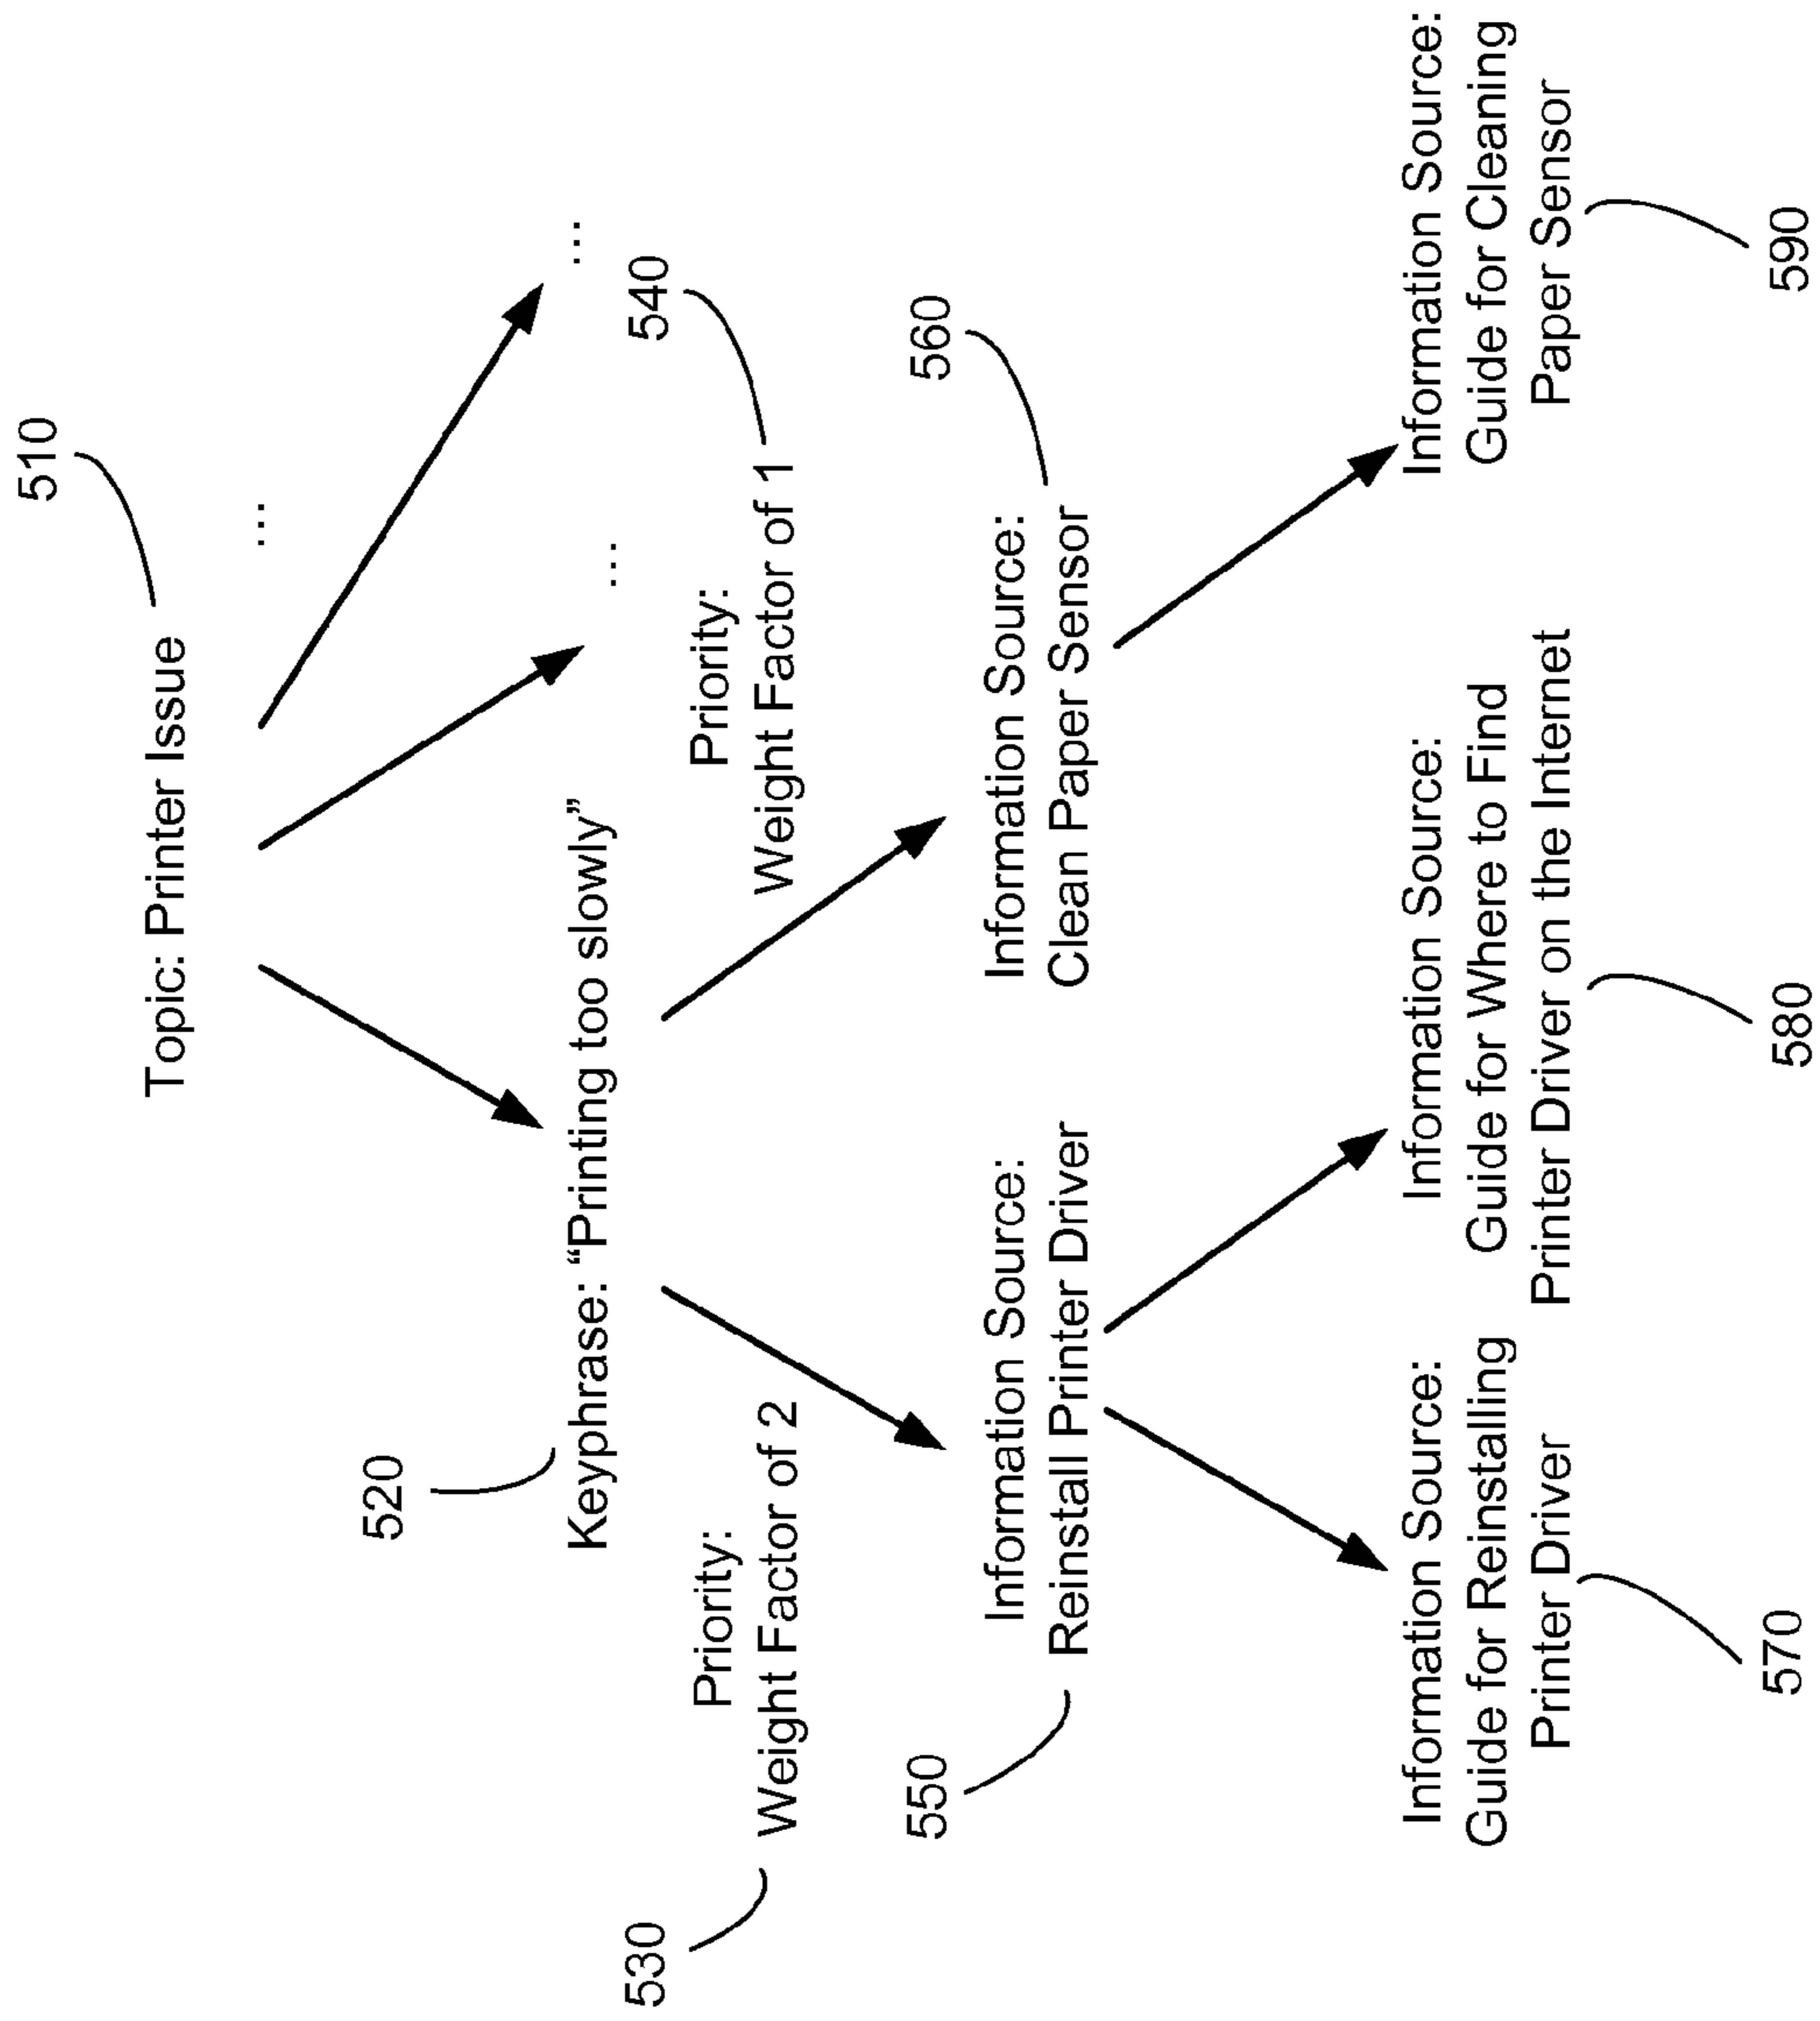 510
Topic: Printer Issue
...
520
Keyphrase: “Printing too slowly”
...
...
530
Priority:
Weight Factor of 2
Priority:
Weight Factor of 1
540
550
Information Source:
Reinstall Printer Driver
Information Source:
Clean Paper Sensor
560
Information Source:
Guide for Reinstalling
Printer Driver
570
Information Source:
Guide for Where to Find
Printer Driver on the Internet
580
Information Source:
Guide for Cleaning
Paper Sensor
590